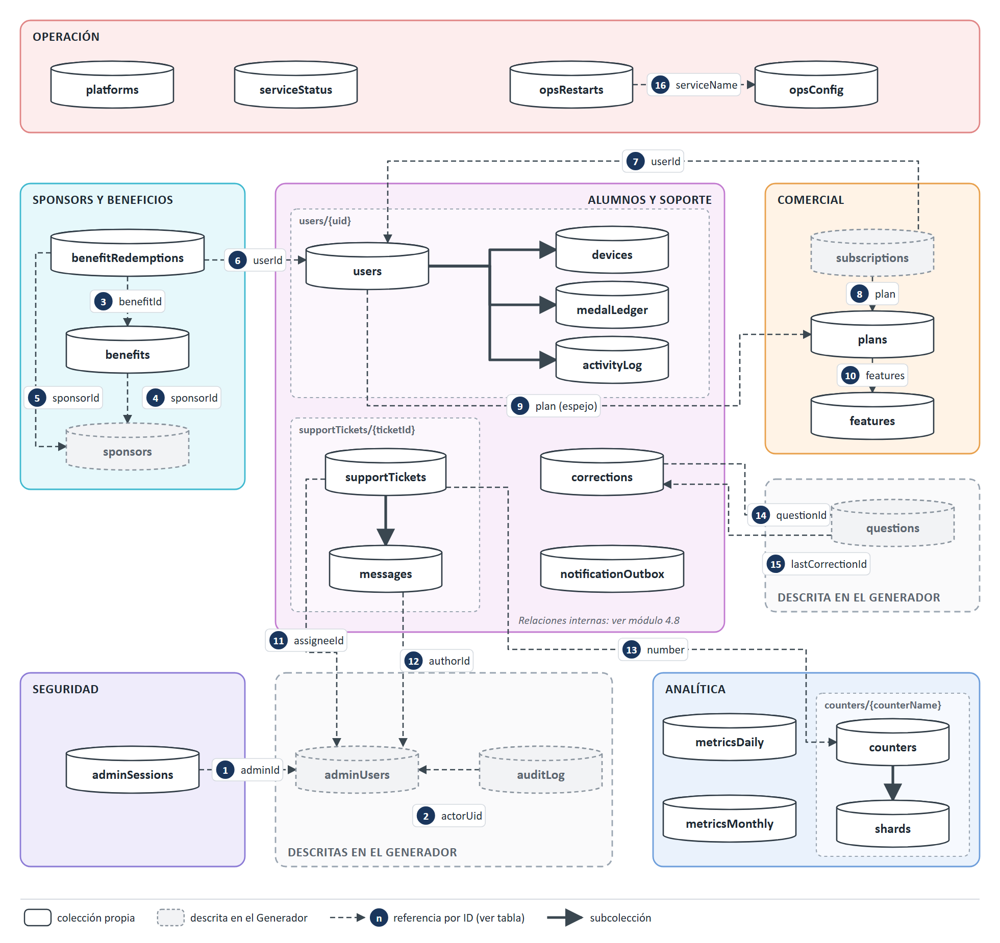 OPERACIÓN
platforms
serviceStatus
opsRestarts
16 serviceName
opsConfig
7 userId
SPONSORS Y BENEFICIOS
benefitRedemptions
3 benefitId
benefits
5 sponsorId
4 sponsorId
sponsors
6 userId
ALUMNOS Y SOPORTE
users/{uid}
users
devices
medalLedger
activityLog
9 plan (espejo)
supportTickets/{ticketId}
supportTickets
messages
corrections
notificationOutbox
Relaciones internas: ver módulo 4.8
COMERCIAL
subscriptions
8 plan
plans
10 features
features
14 questionId
questions
15 lastCorrectionId
DESCRITA EN EL GENERADOR
11 assigneeId
12 authorId
13 number
SEGURIDAD
adminSessions
1 adminId
adminUsers
auditLog
2 actorUid
DESCRITAS EN EL GENERADOR
ANALÍTICA
metricsDaily
metricsMonthly
counters/{counterName}
counters
shards
colección propia
descrita en el Generador
n referencia por ID (ver tabla)
subcolección